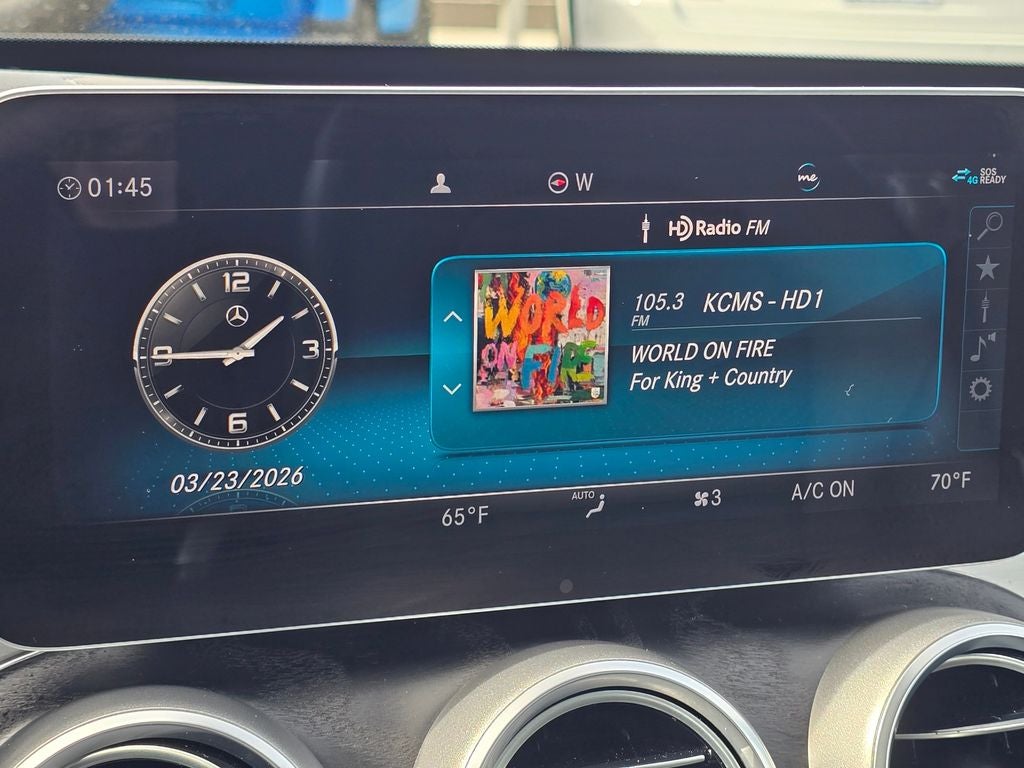 01:45
W
me
4G SOS READY
HD Radio FM
12
3
6
9
03/23/2026
WORLD ON FIRE
105.3 FM KCMS - HD1
WORLD ON FIRE
For King + Country
65°F
AUTO
3
A/C ON
70°F